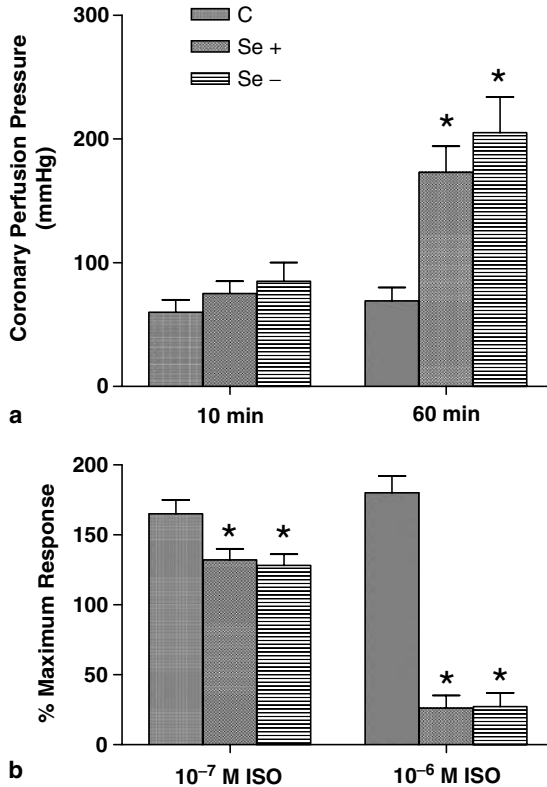 C
Se +
Se –
Coronary Perfusion Pressure
(mmHg)
300
200
100
0
* *
10 min 60 min
a
% Maximum Response
200
150
100
50
0
* * * *
10⁻⁷ M ISO 10⁻⁶ M ISO
b